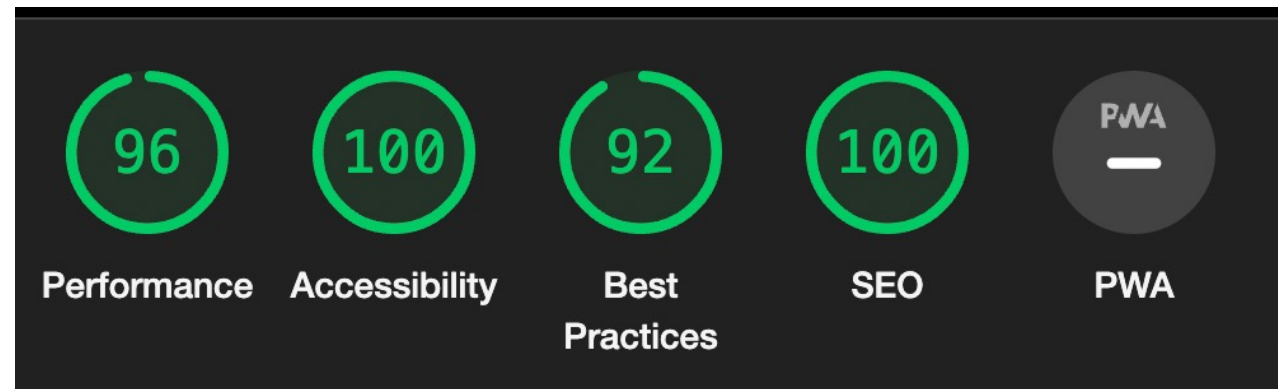 96
100
92
100
PWA
Performance
Accessibility
Best
Practices
SEO
PWA